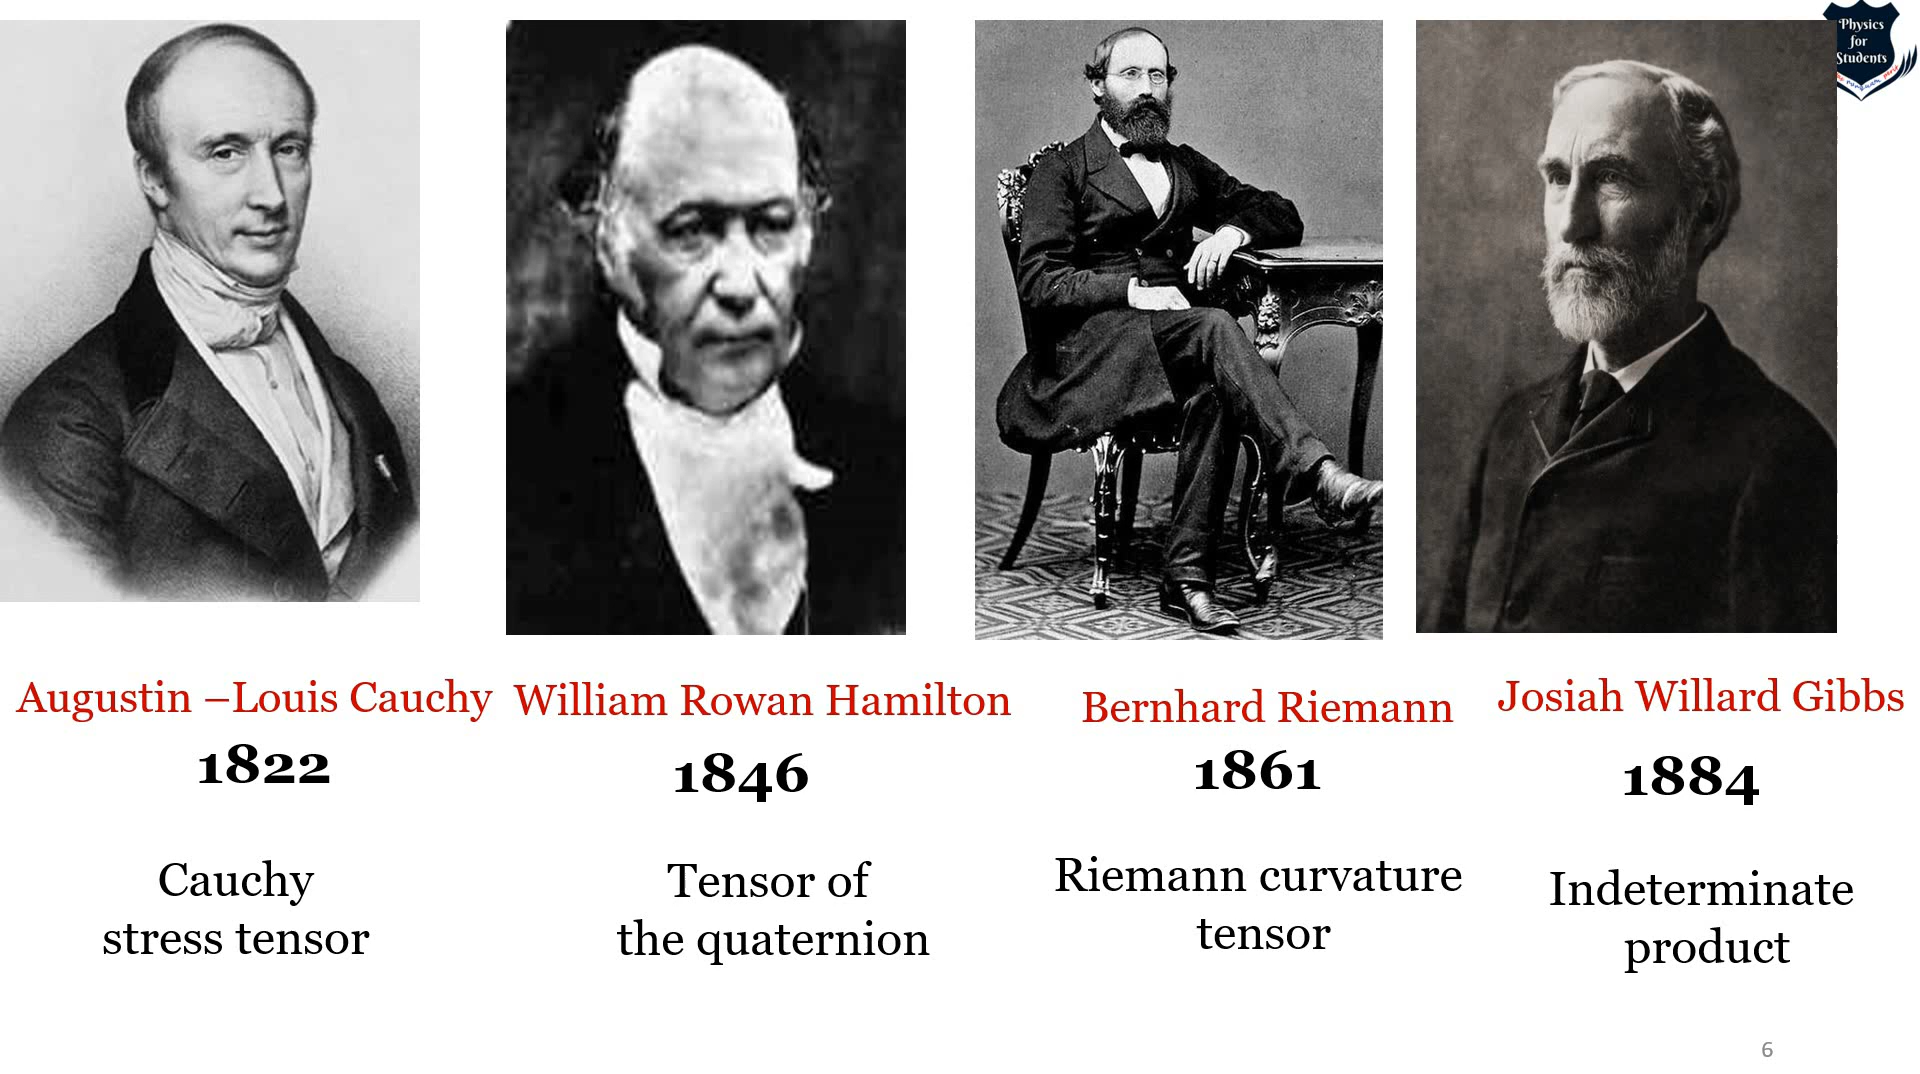 Physics
for
Students
Augustin –Louis Cauchy
1822
Cauchy
stress tensor
William Rowan Hamilton
1846
Tensor of
the quaternion
Bernhard Riemann
1861
Riemann curvature
tensor
Josiah Willard Gibbs
1884
Indeterminate
product
6